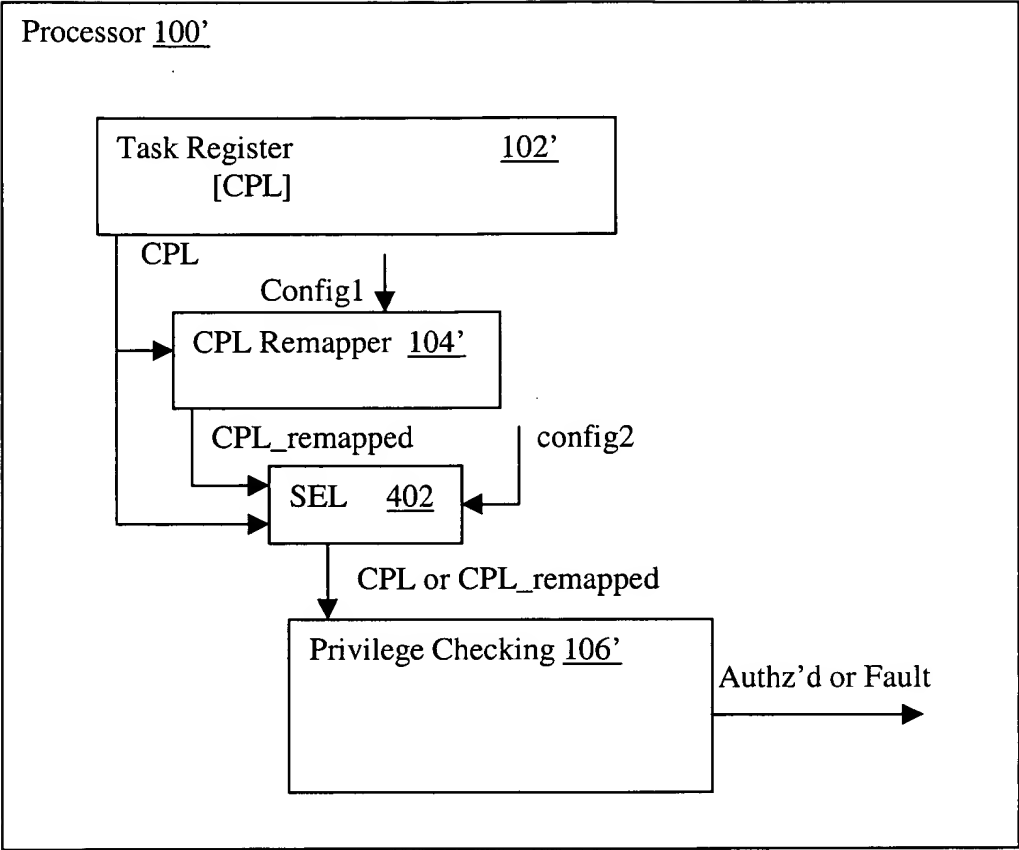 Processor 100’
Task Register 102’
[CPL]
CPL
Config1
CPL Remapper 104’
CPL_remapped
config2
SEL 402
CPL or CPL_remapped
Privilege Checking 106’
Authz’d or Fault